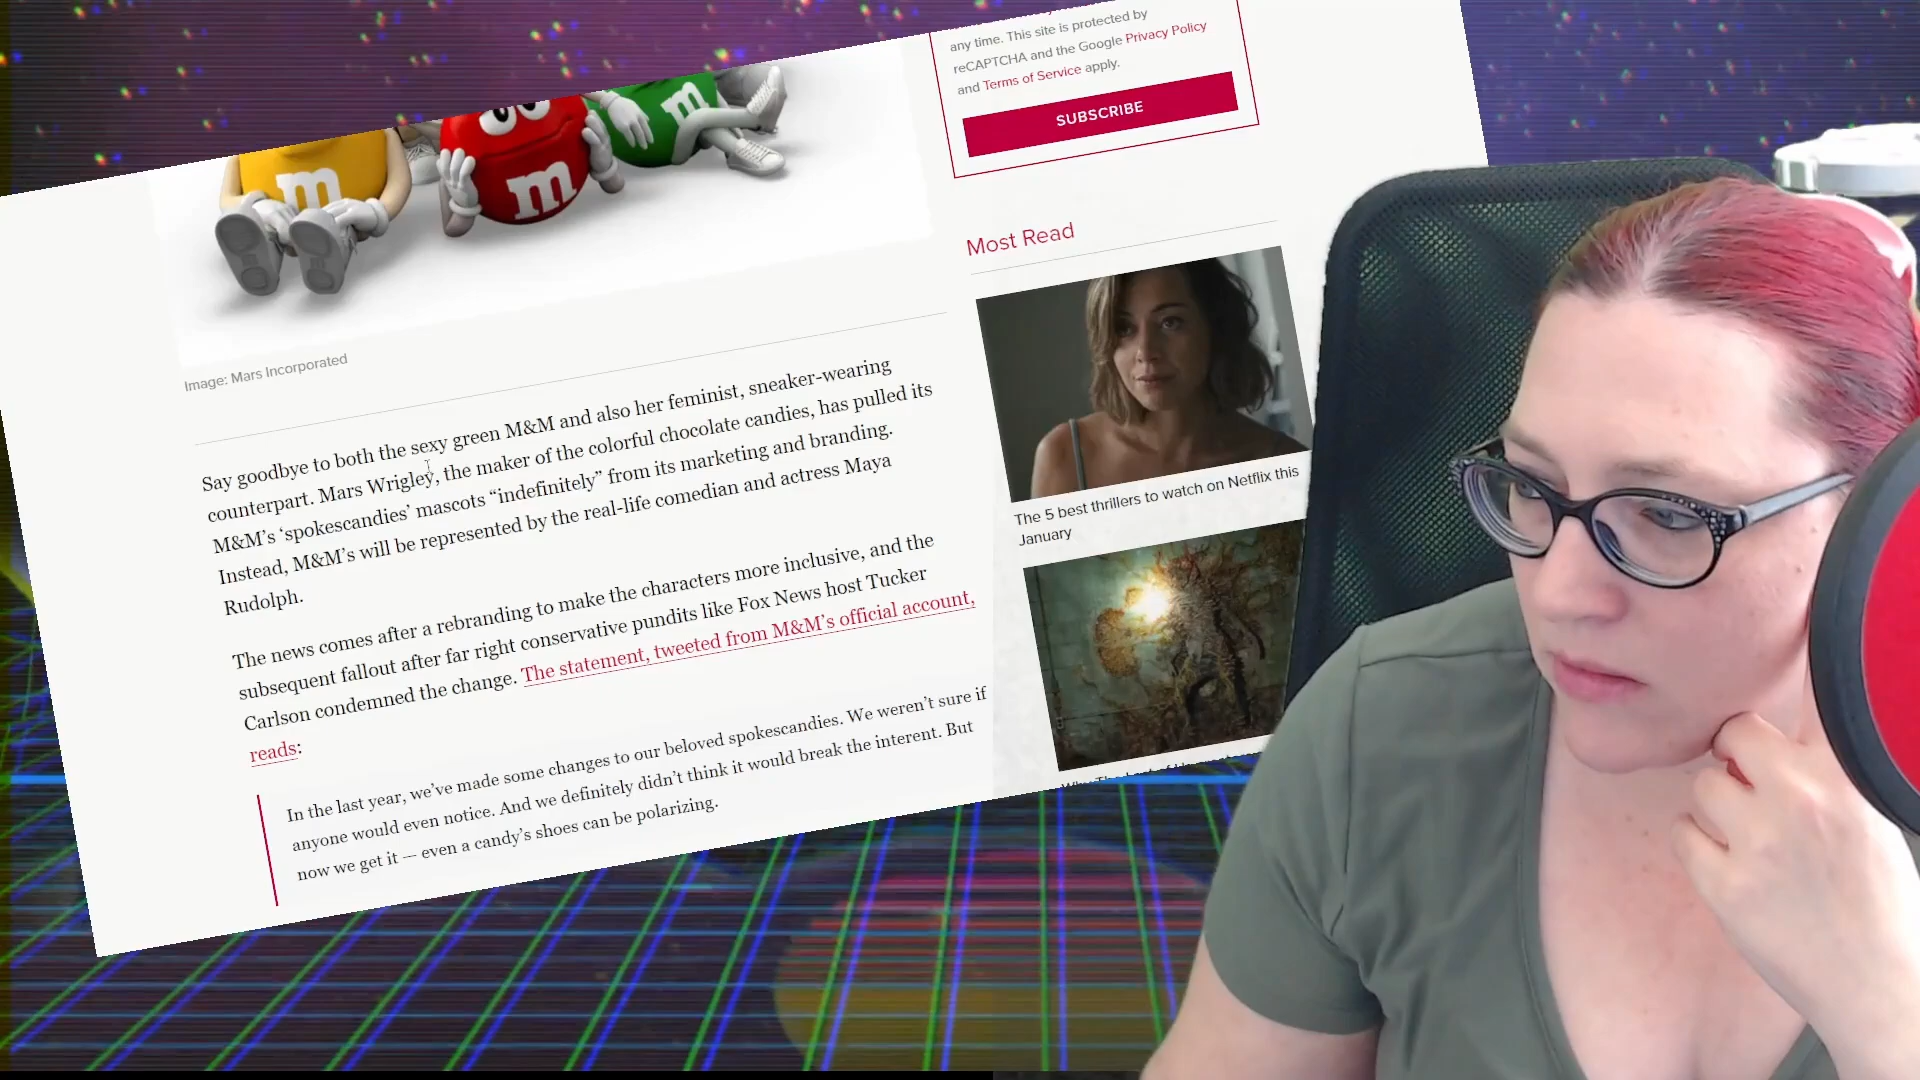 any time. This site is protected by
reCAPTCHA and the Google Privacy Policy
and Terms of Service apply.
SUBSCRIBE
m
m
m
Most Read
Image: Mars Incorporated
Say goodbye to both the sexy green M&M and also her feminist, sneaker-wearing
counterpart. Mars Wrigley, the maker of the colorful chocolate candies, has pulled its
M&M's 'spokescandies' mascots “indefinitely” from its marketing and branding.
Instead, M&M's will be represented by the real-life comedian and actress Maya
Rudolph.
The 5 best thrillers to watch on Netflix this
January
The news comes after a rebranding to make the characters more inclusive, and the
subsequent fallout after far right conservative pundits like Fox News host Tucker
Carlson condemned the change. The statement, tweeted from M&M's official account,
reads:
In the last year, we've made some changes to our beloved spokescandies. We weren't sure if
anyone would even notice. And we definitely didn't think it would break the interent. But
now we get it — even a candy's shoes can be polarizing.